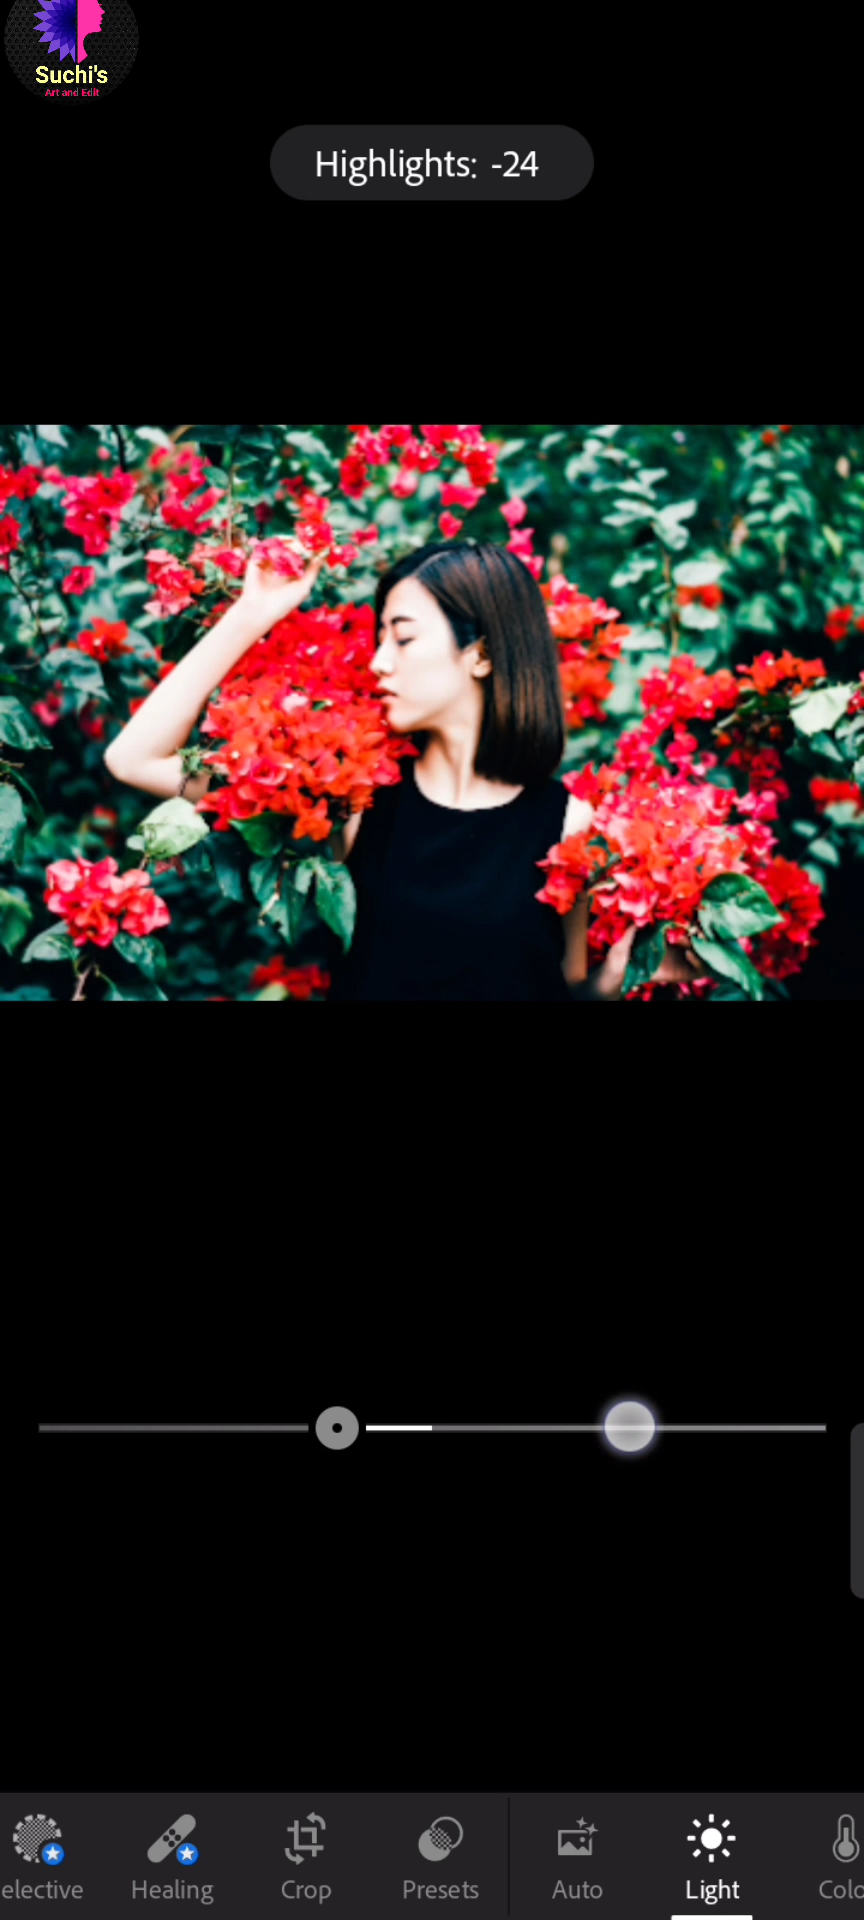 Suchi's
Art and Edit
Highlights: -24
elective
Healing
Crop
Presets
Auto
Light
Colo